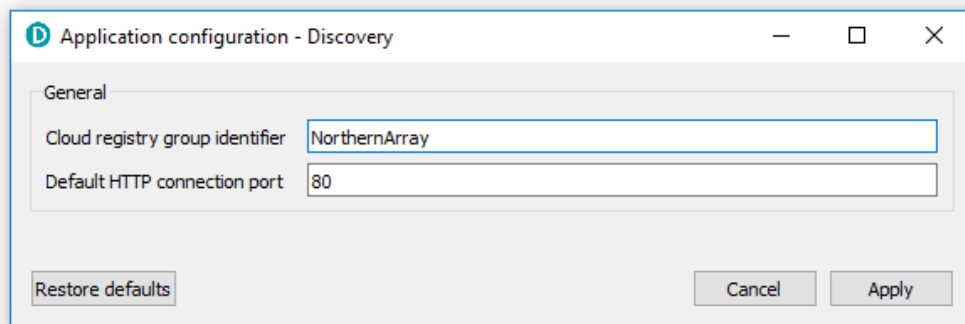 Application configuration - Discovery
General
Cloud registry group identifier NorthernArray
Default HTTP connection port 80
Restore defaults Cancel Apply